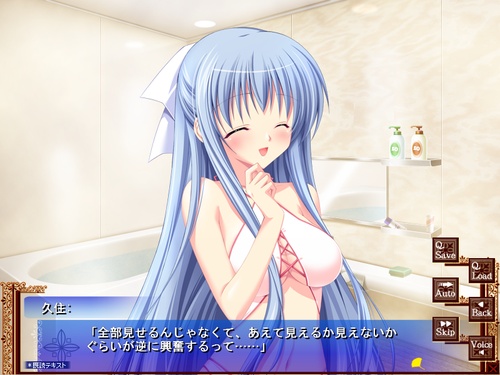 Q.
Save
Q.
Load
Auto
Back
Skip
Voice
久住:
「全部見せるんじゃなくて、あえて見えるか見えないか
ぐらいが逆に興奮するって……」
既読テキスト